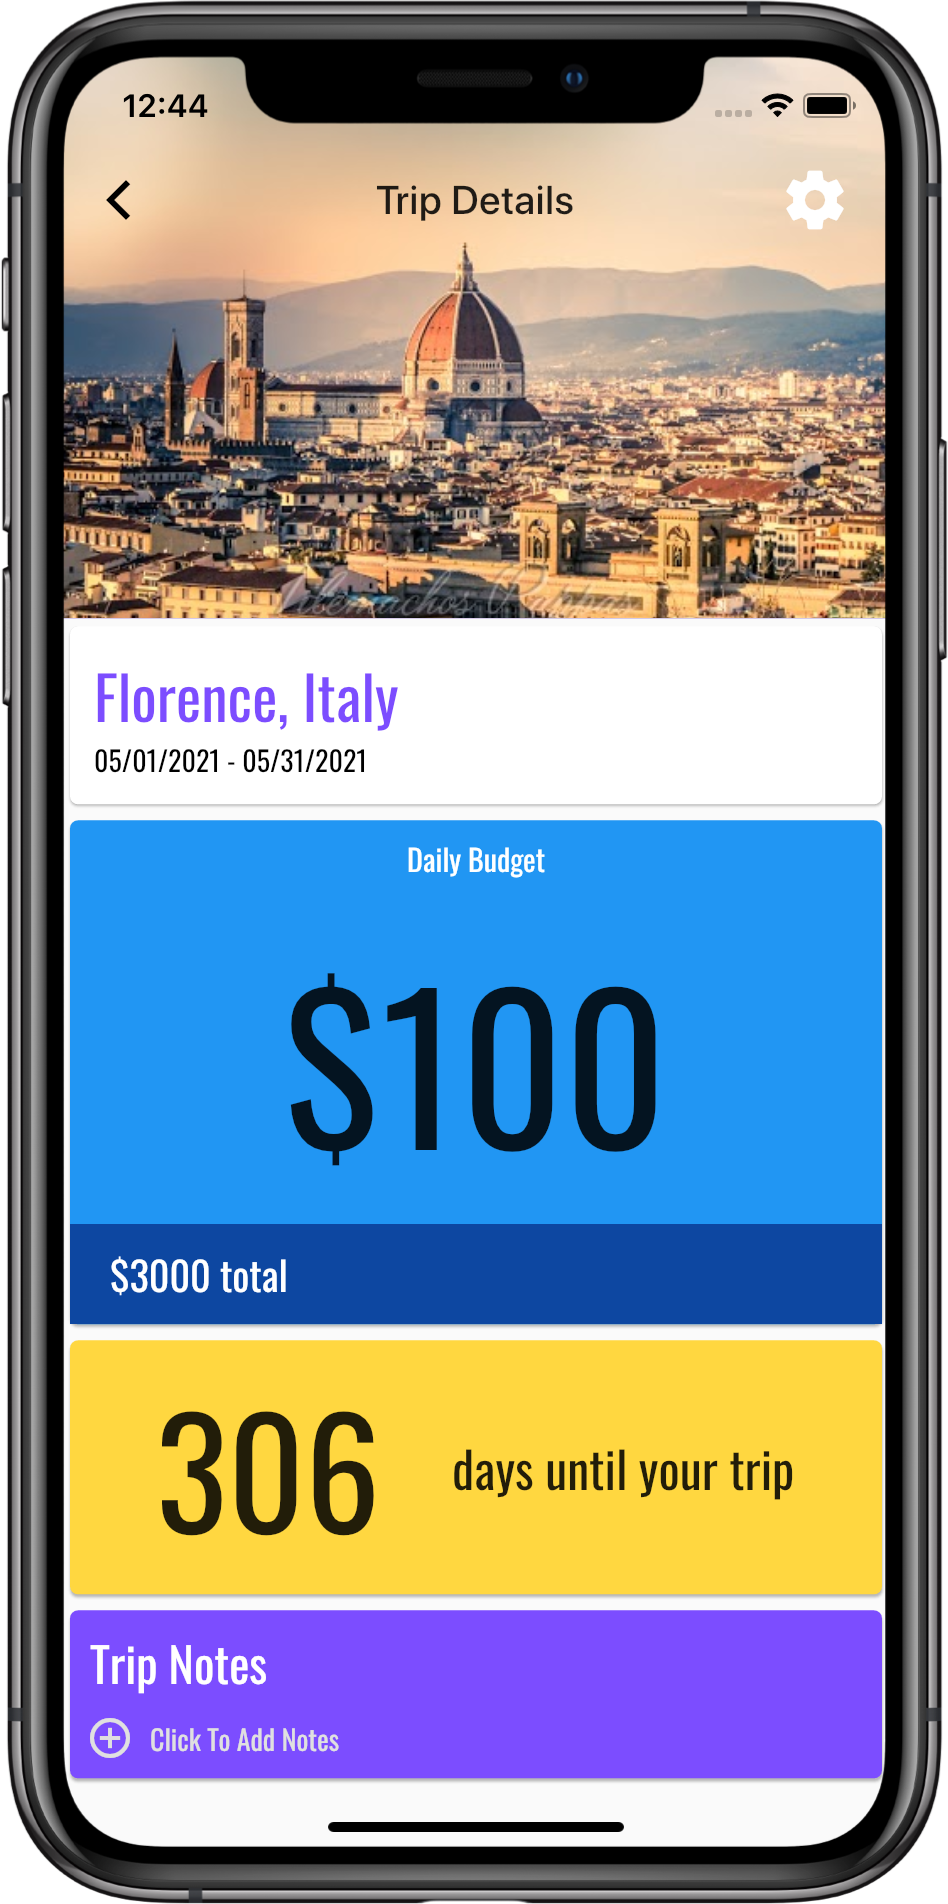 12:44
Trip Details
Pappas
Florence, Italy
05/01/2021 - 05/31/2021
Daily Budget
$100
$3000 total
306
days until your trip
Trip Notes
Click To Add Notes